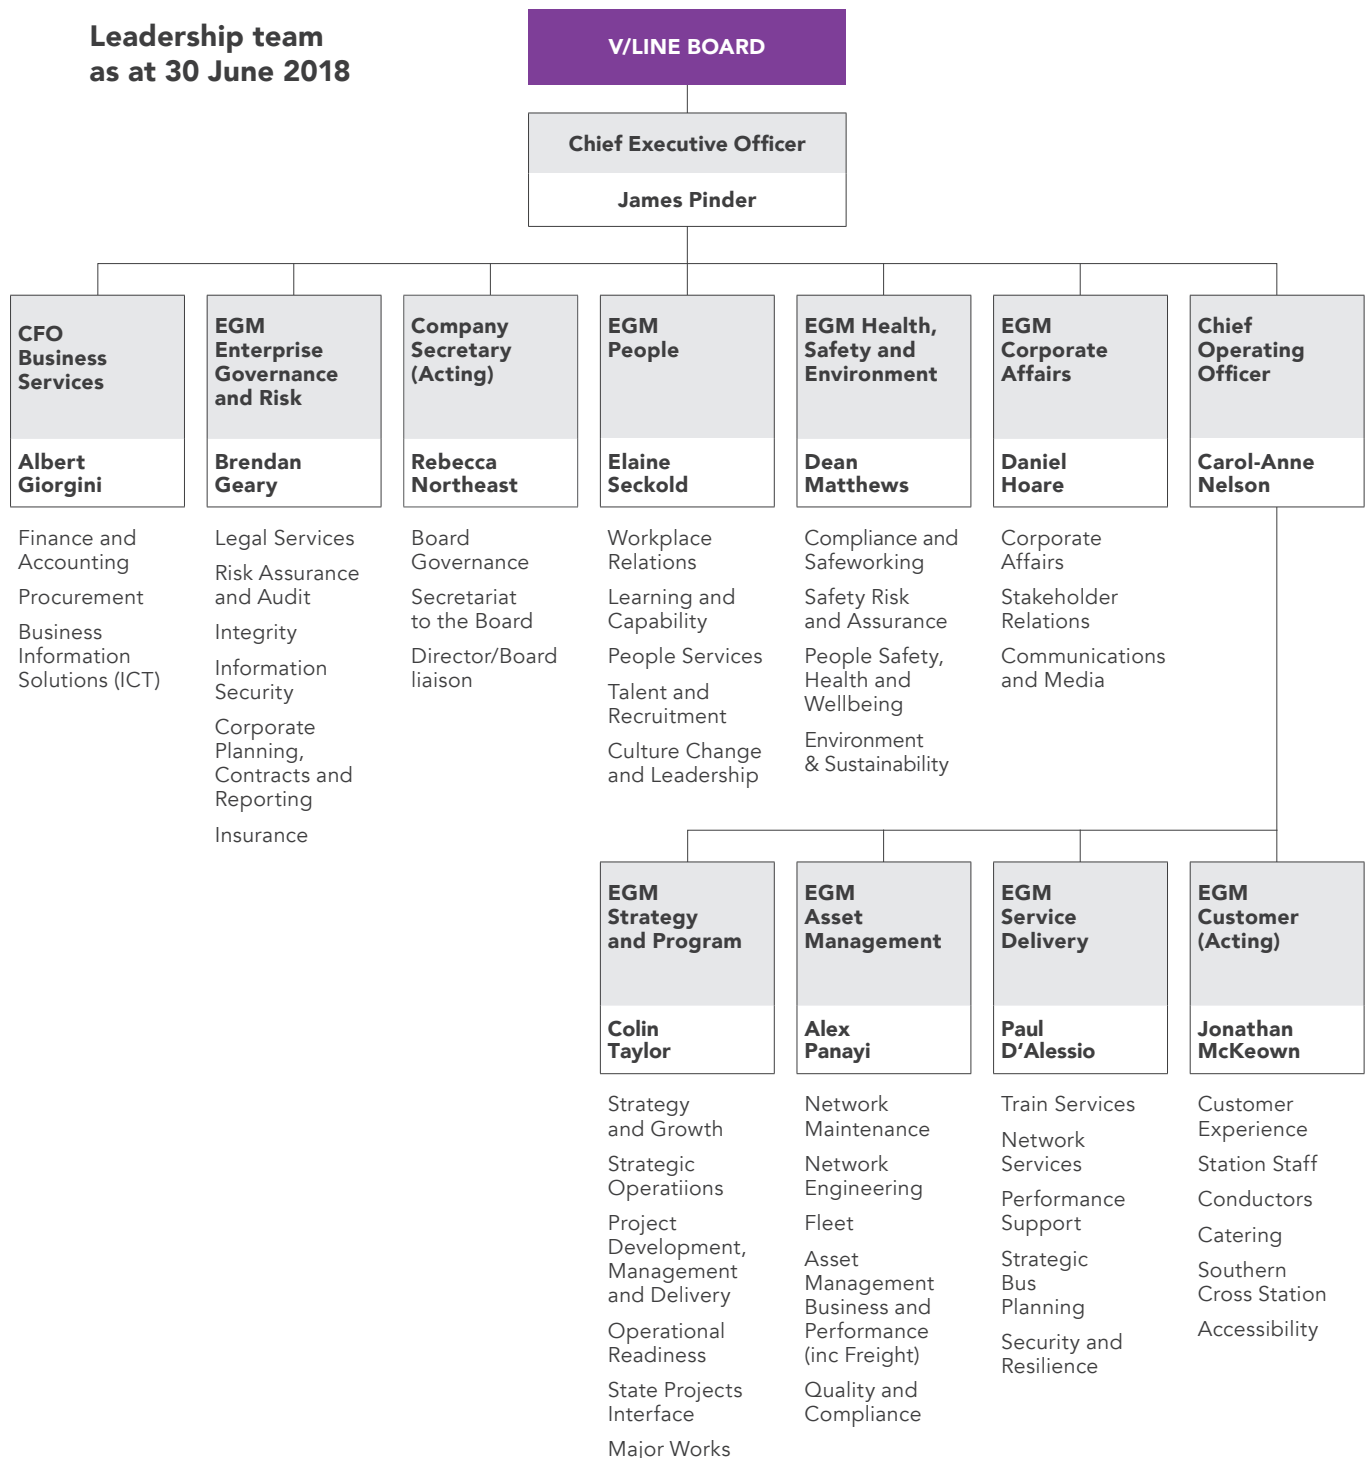 Leadership team
as at 30 June 2018
V/LINE BOARD
Chief Executive Officer
James Pinder
CFO
Business
Services
Albert
Giorgini
Finance and
Accounting
Procurement
Business
Information
Solutions (ICT)
EGM
Enterprise
Governance
and Risk
Brendan
Geary
Legal Services
Risk Assurance
and Audit
Integrity
Information
Security
Corporate
Planning,
Contracts and
Reporting
Insurance
Company
Secretary
(Acting)
Rebecca
Northeast
Board
Governance
Secretariat
to the Board
Director/Board
liaison
EGM
People
Elaine
Seckold
Workplace
Relations
Learning and
Capability
People Services
Talent and
Recruitment
Culture Change
and Leadership
EGM Health,
Safety and
Environment
Dean
Matthews
Compliance and
Safeworking
Safety Risk
and Assurance
People Safety,
Health and
Wellbeing
Environment
& Sustainability
EGM
Corporate
Affairs
Daniel
Hoare
Corporate
Affairs
Stakeholder
Relations
Communications
and Media
Chief
Operating
Officer
Carol-Anne
Nelson
EGM
Strategy
and Program
Colin
Taylor
Strategy
and Growth
Strategic
Operatiions
Project
Development,
Management
and Delivery
Operational
Readiness
State Projects
Interface
Major Works
EGM
Asset
Management
Alex
Panayi
Network
Maintenance
Network
Engineering
Fleet
Asset
Management
Business and
Performance
(inc Freight)
Quality and
Compliance
EGM
Service
Delivery
Paul
D‘Alessio
Train Services
Network
Services
Performance
Support
Strategic
Bus
Planning
Security and
Resilience
EGM
Customer
(Acting)
Jonathan
McKeown
Customer
Experience
Station Staff
Conductors
Catering
Southern
Cross Station
Accessibility